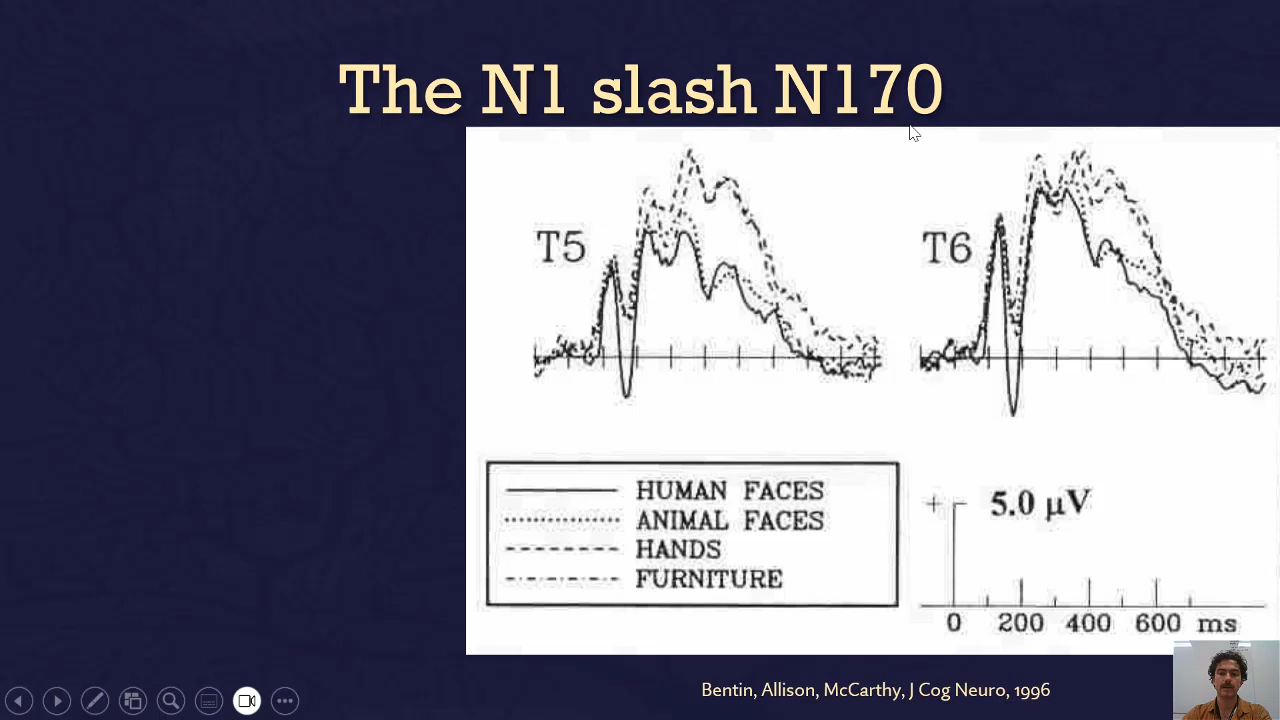 The N1 slash N170
T5
T6
HUMAN FACES
ANIMAL FACES
HANDS
FURNITURE
+ 5.0 μV
0 200 400 600 ms
Bentin, Allison, McCarthy, J Cog Neuro, 1996